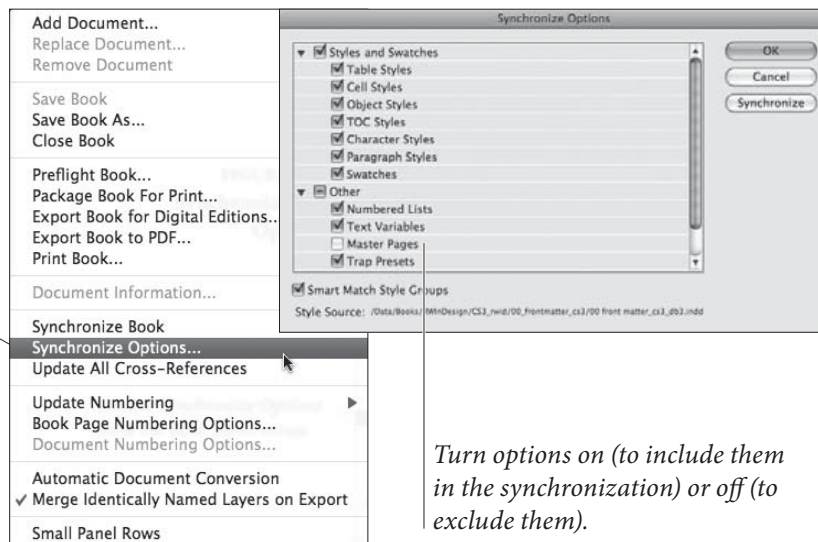 Add Document...
Replace Document...
Remove Document
Save Book
Save Book As...
Close Book
Preflight Book...
Package Book For Print...
Export Book for Digital Editions...
Export Book to PDF...
Print Book...
Document Information...
Synchronize Book
Synchronize Options...
Update All Cross-References
Update Numbering
Book Page Numbering Options...
Document Numbering Options...
Automatic Document Conversion
Merge Identically Named Layers on Export
Small Panel Rows
Synchronize Options
Styles and Swatches
Table Styles
Cell Styles
Object Styles
TOC Styles
Character Styles
Paragraph Styles
Swatches
Other
Numbered Lists
Text Variables
Master Pages
Trap Presets
OK
Cancel
Synchronize
Smart Match Style Groups
Style Source: /Data/Books/ 
Turn options on (to include them
in the synchronization) or off (to
exclude them).